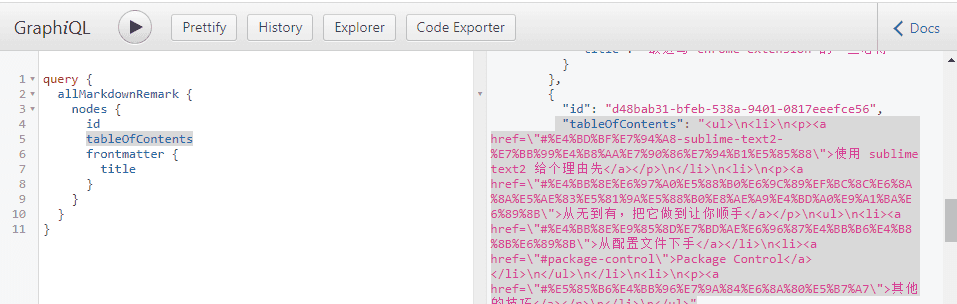 GraphiQL Prettify History Explorer Code Exporter Docs
1 query {
2 allMarkdownRemark {
3 nodes {
4 id
5 tableOfContents
6 frontmatter {
7 title
8 }
9 }
10 }
11 }
}
},
{
"id": "d48bab31-bfeb-538a-9401-0817eeefce56",
"tableOfContents": "<ul>\n<li>\n<p><a
href=\"#%E4%BD%BF%E7%94%A8-sublime-text2-
%E7%BB%99%E4%B8%AA%E7%90%86%E7%94%B1%E5%85%88\">使用 sublime
text2 给个理由先</a></p>\n</li>\n<li>\n<p><a
href=\"#%E4%BB%8E%E6%97%A0%E5%88%B0%E6%9C%89%EF%BC%8C%E6%8A
%8A%E5%AE%83%E5%81%9A%E5%88%B0%E8%AE%A9%E4%BD%A0%E9%A1%BA%E
6%89%8B\">从无到有，把它做到让你顺手</a></p>\n<ul>\n<li><a
href=\"#%E4%BB%8E%E9%85%8D%E7%BD%AE%E6%96%87%E4%BB%B6%E4%B8
%8B%E6%89%8B\">从配置文件下手</a></li>\n<li><a
href=\"#package-control\">Package Control</a>
</li>\n</ul>\n</li>\n<li>\n<p><a
href=\"#%E5%85%B6%E4%BB%96%E7%9A%84%E6%8A%80%E5%B7%A7\">其他
的技巧</a></p>\n</li>\n</ul>"